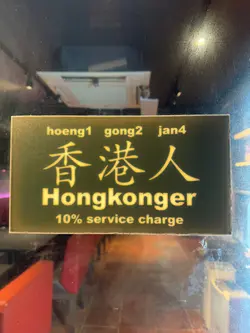 hoeng1 gong2 jan4
香港人
Hongkonger
10% service charge